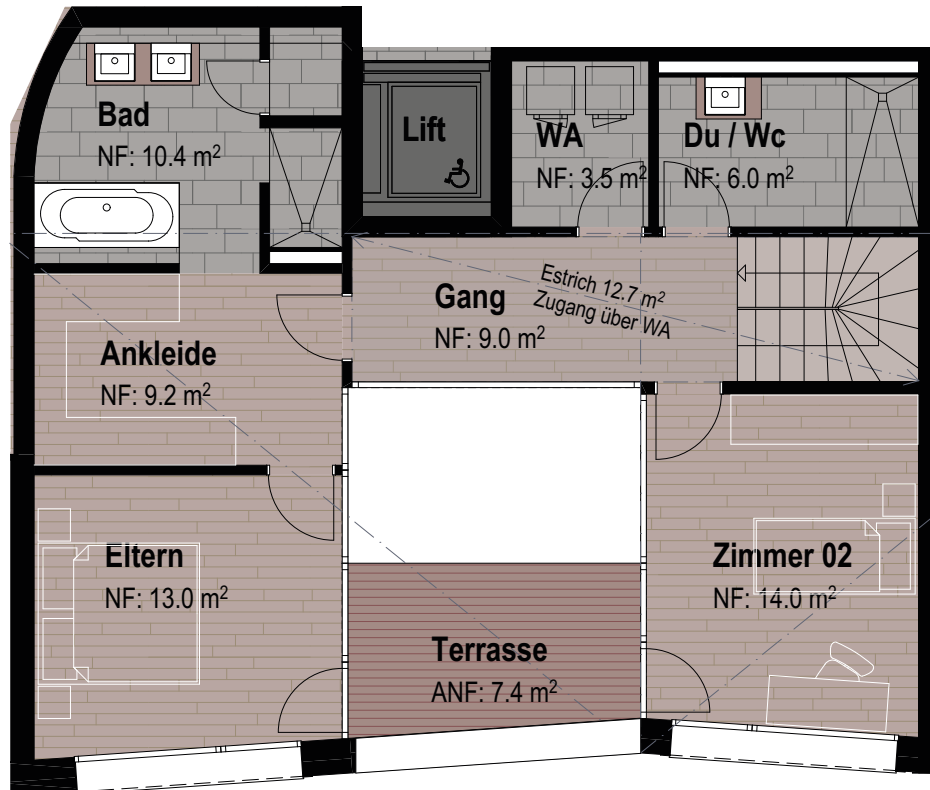 Bad
NF: 10.4 m²
Lift
WA
NF: 3.5 m²
Du / Wc
NF: 6.0 m²
Gang
NF: 9.0 m²
Estrich 12.7 m²
Zugang über WA
Ankleide
NF: 9.2 m²
Eltern
NF: 13.0 m²
Zimmer 02
NF: 14.0 m²
Terrasse
ANF: 7.4 m²